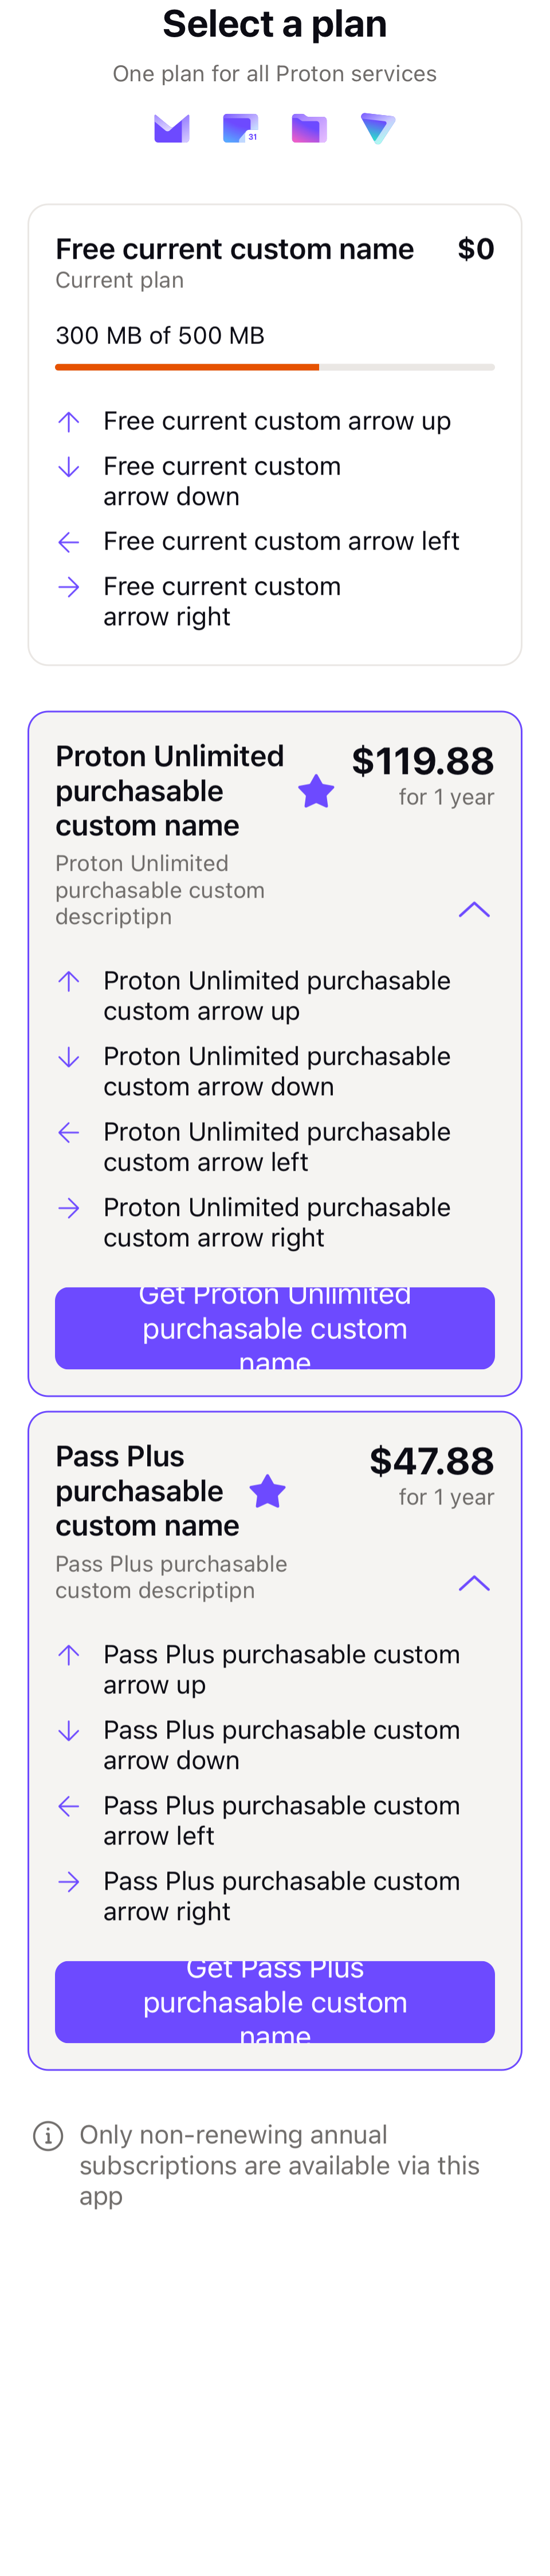 Select a plan
One plan for all Proton services
31
Free current custom name $0
Current plan
300 MB of 500 MB
Free current custom arrow up
Free current custom
arrow down
Free current custom arrow left
Free current custom
arrow right
Proton Unlimited
purchasable
custom name
$119.88
for 1 year
Proton Unlimited
purchasable custom
descriptipn
Proton Unlimited purchasable
custom arrow up
Proton Unlimited purchasable
custom arrow down
Proton Unlimited purchasable
custom arrow left
Proton Unlimited purchasable
custom arrow right
Get Proton Unlimited
purchasable custom
name
Pass Plus
purchasable
custom name
$47.88
for 1 year
Pass Plus purchasable
custom descriptipn
Pass Plus purchasable custom
arrow up
Pass Plus purchasable custom
arrow down
Pass Plus purchasable custom
arrow left
Pass Plus purchasable custom
arrow right
Get Pass Plus
purchasable custom
name
Only non-renewing annual
subscriptions are available via this
app